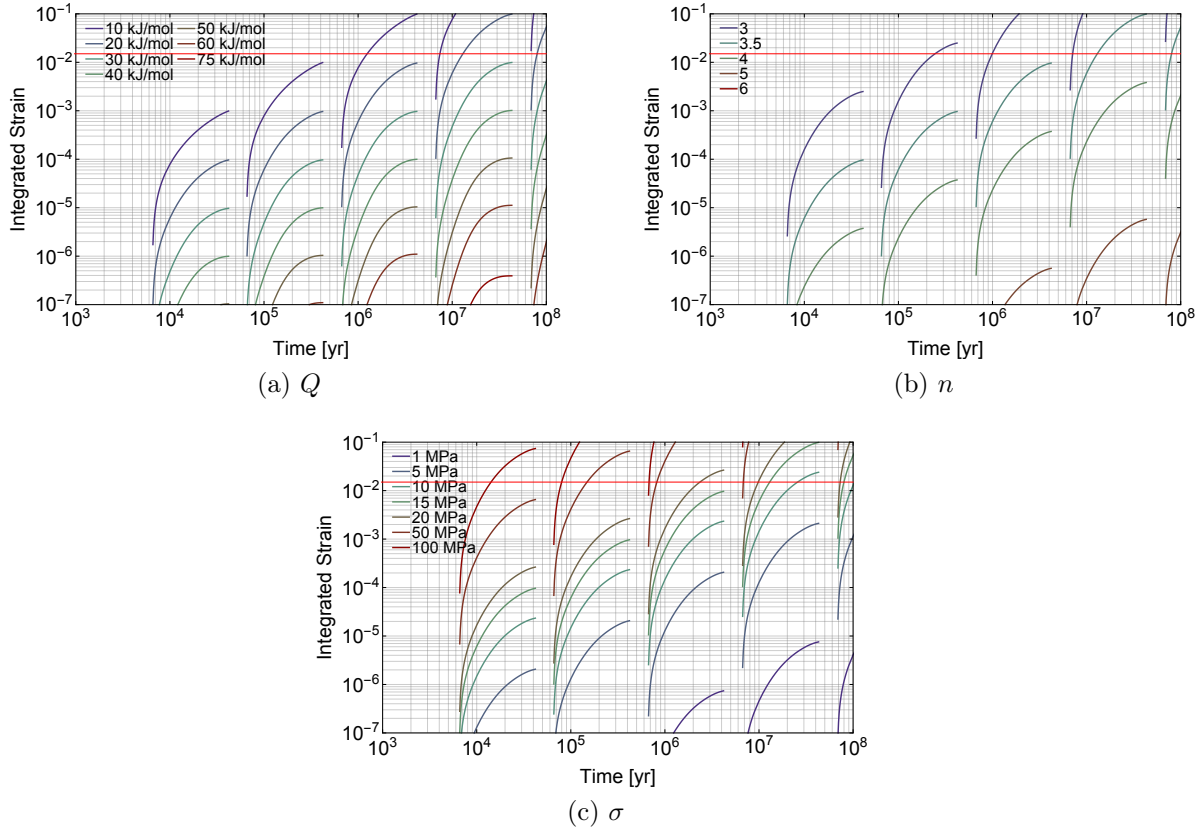 10 kJ/mol 50 kJ/mol
20 kJ/mol 60 kJ/mol
30 kJ/mol 75 kJ/mol
40 kJ/mol
Integrated Strain
10^-1
10^-2
10^-3
10^-4
10^-5
10^-6
10^-7
10^3 10^4 10^5 10^6 10^7 10^8
Time [yr]
(a) Q
3
3.5
4
5
6
Integrated Strain
10^-1
10^-2
10^-3
10^-4
10^-5
10^-6
10^-7
10^3 10^4 10^5 10^6 10^7 10^8
Time [yr]
(b) n
1 MPa
5 MPa
10 MPa
15 MPa
20 MPa
50 MPa
100 MPa
Integrated Strain
10^-1
10^-2
10^-3
10^-4
10^-5
10^-6
10^-7
10^3 10^4 10^5 10^6 10^7 10^8
Time [yr]
(c) σ